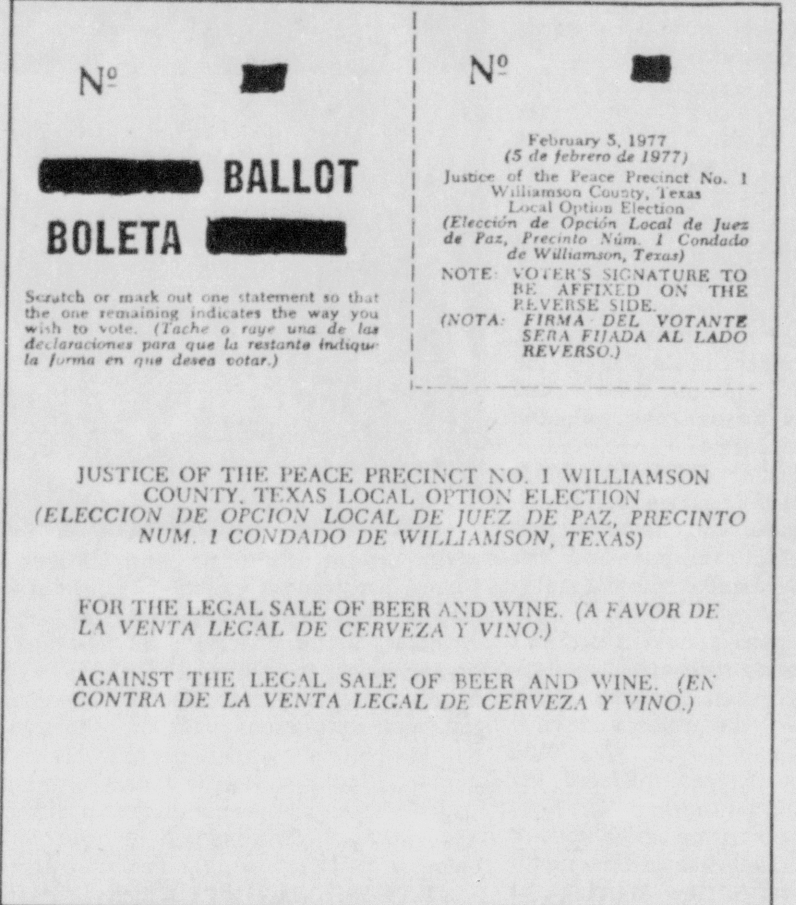 Nº
BALLOT
BOLETA
Scratch or mark out one statement so that
the one remaining indicates the way you
wish to vote. (Tache o raye una de las
declaraciones para que la restante indique
la forma en que desea votar.)
Nº
February 5, 1977
(5 de febrero de 1977)
Justice of the Peace Precinct No. 1
Williamson County, Texas
Local Option Election
(Elección de Opción Local de Juez
de Paz, Precinto Núm. 1 Condado
de Williamson, Texas)
NOTE: VOTER'S SIGNATURE TO
BE AFFIXED ON THE
REVERSE SIDE.
(NOTA: FIRMA DEL VOTANTE
SERA FIJADA AL LADO
REVERSO.)
JUSTICE OF THE PEACE PRECINCT NO. 1 WILLIAMSON
COUNTY, TEXAS LOCAL OPTION ELECTION
(ELECCION DE OPCION LOCAL DE JUEZ DE PAZ, PRECINTO
NUM. 1 CONDADO DE WILLIAMSON, TEXAS)
FOR THE LEGAL SALE OF BEER AND WINE. (A FAVOR DE
LA VENTA LEGAL DE CERVEZA Y VINO.)
AGAINST THE LEGAL SALE OF BEER AND WINE. (EN
CONTRA DE LA VENTA LEGAL DE CERVEZA Y VINO.)